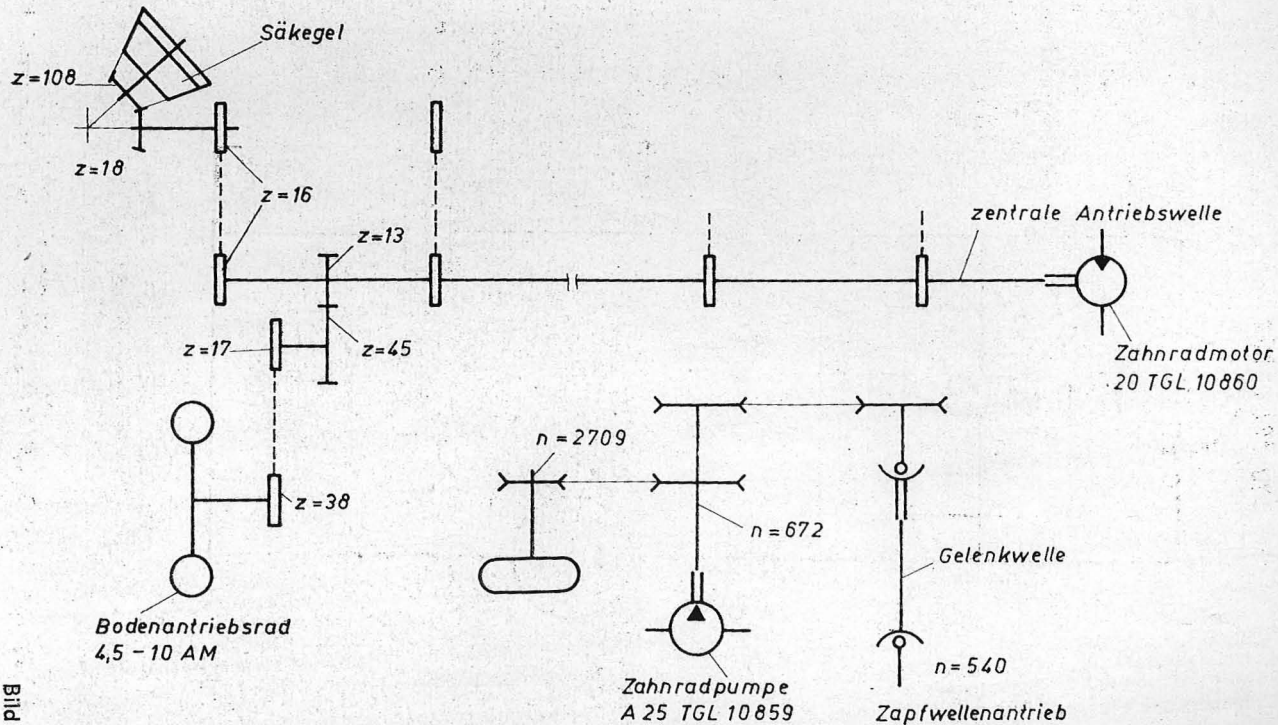 Säkegel
z=108
z=18
z=16
z=13
zentrale Antriebswelle
z=17
z=45
Zahnradmotor
20 TGL 10860
n=2709
z=38
n=672
Gelenkwelle
Bodenantriebsrad
4,5-10 AM
n=540
Zahnradpumpe
A 25 TGL 10859
Zapfwellenantrieb
Bild